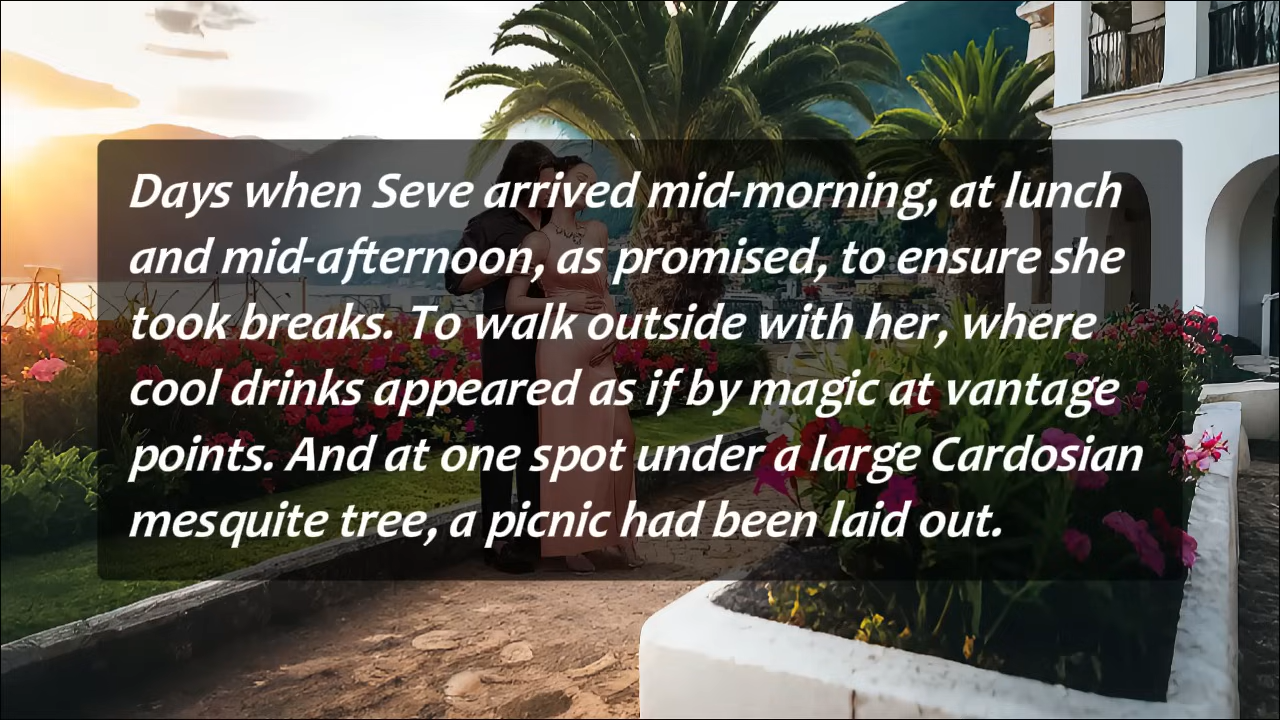 Days when Seve arrived mid-morning, at lunch
and mid-afternoon, as promised, to ensure she
took breaks. To walk outside with her, where
cool drinks appeared as if by magic at vantage
points. And at one spot under a large Cardosian
mesquite tree, a picnic had been laid out.